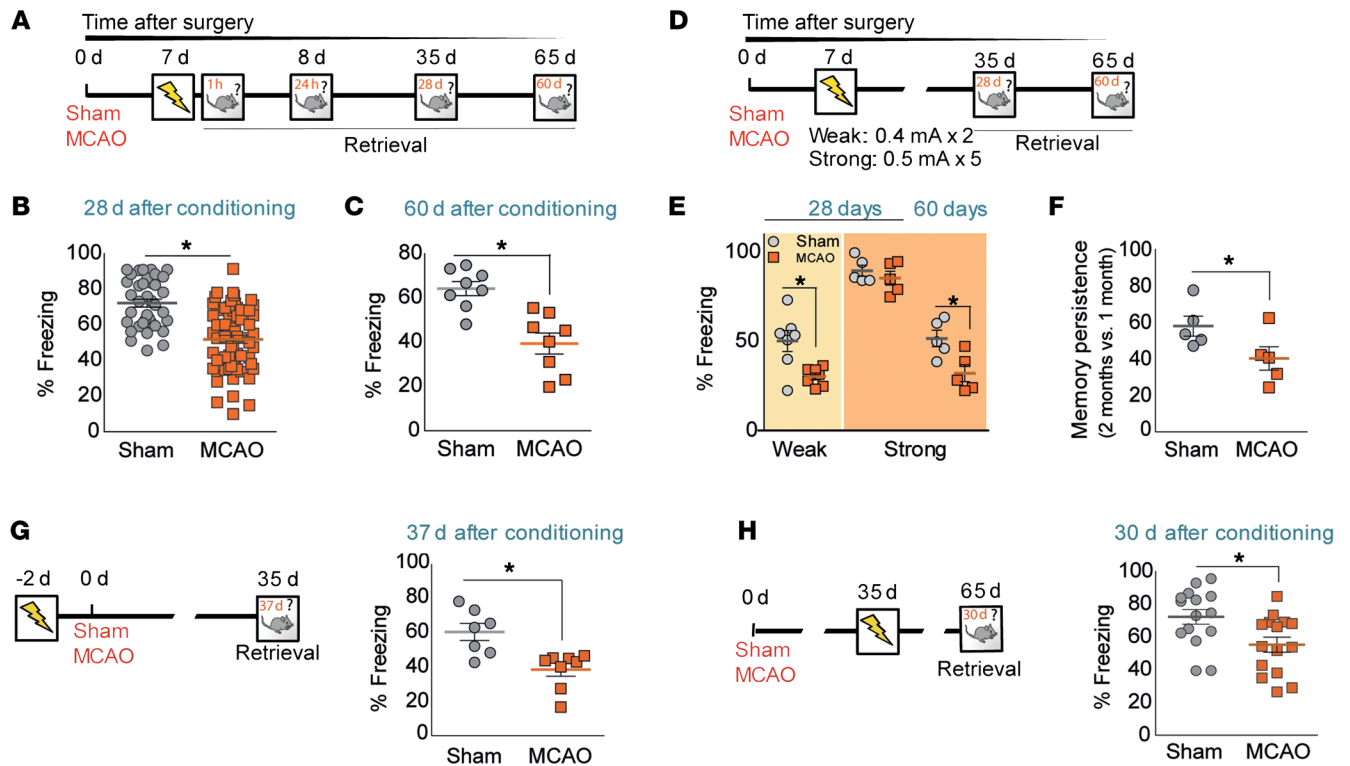 A
Time after surgery
0 d 7 d 8 d 35 d 65 d
1h ? 24 h ? 28 d ? 60 d ?
Sham
MCAO
Retrieval
D
Time after surgery
0 d 7 d 35 d 65 d
28 d ? 60 d ?
Sham
MCAO
Weak: 0.4 mA x 2
Strong: 0.5 mA x 5
Retrieval
B
28 d after conditioning
% Freezing
100
80
60
40
20
0
*
Sham MCAO
C
60 d after conditioning
% Freezing
80
60
40
20
0
*
Sham MCAO
E
28 days 60 days
% Freezing
100
50
0
Sham
MCAO
*
*
Weak Strong
F
Memory persistence
(2 months vs. 1 month)
100
80
60
40
20
0
*
Sham MCAO
G
-2 d 0 d 35 d
37 d ?
Sham
MCAO
Retrieval
37 d after conditioning
% Freezing
100
80
60
40
20
0
*
Sham MCAO
H
0 d 35 d 65 d
30 d ?
Sham
MCAO
Retrieval
30 d after conditioning
% Freezing
100
80
60
40
20
0
*
Sham MCAO